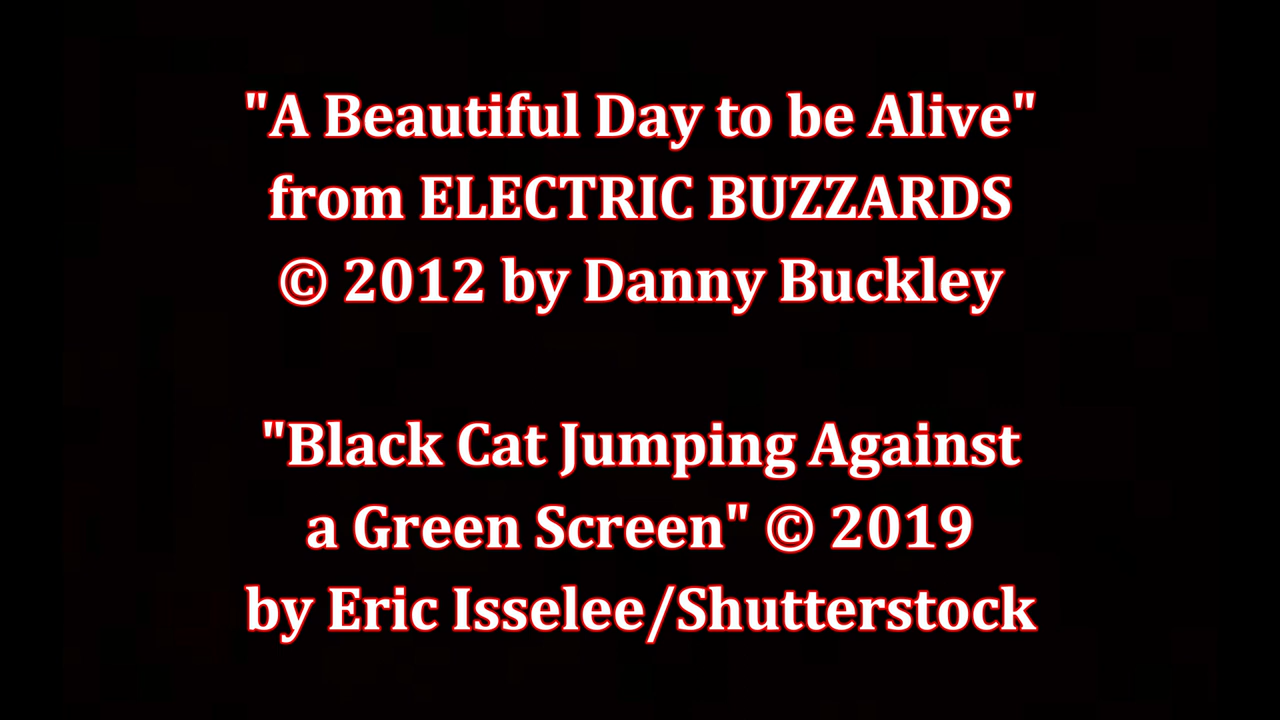 "A Beautiful Day to be Alive"
from ELECTRIC BUZZARDS
© 2012 by Danny Buckley
"Black Cat Jumping Against
a Green Screen" © 2019
by Eric Isselee/Shutterstock